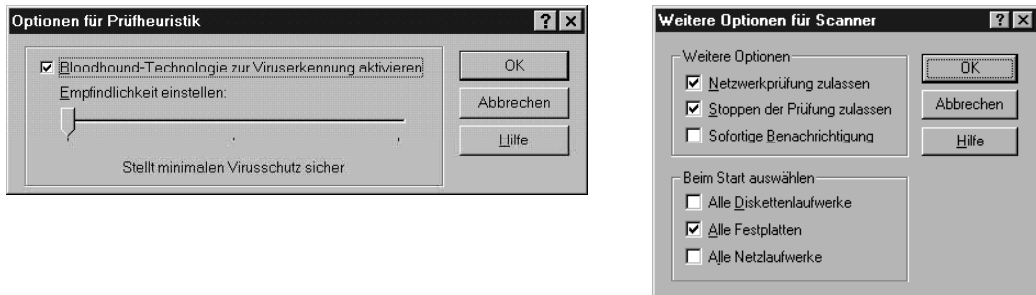 Optionen für Prüfheuristik
Bloodhound-Technologie zur Viruserkennung aktivieren
Empfindlichkeit einstellen:
Stellt minimalen Virusschutz sicher
OK
Abbrechen
Hilfe
Weitere Optionen für Scanner
Weitere Optionen
Netzwerkprüfung zulassen
Stoppen der Prüfung zulassen
Sofortige Benachrichtigung
Beim Start auswählen
Alle Diskettenlaufwerke
Alle Festplatten
Alle Netzlaufwerke
OK
Abbrechen
Hilfe